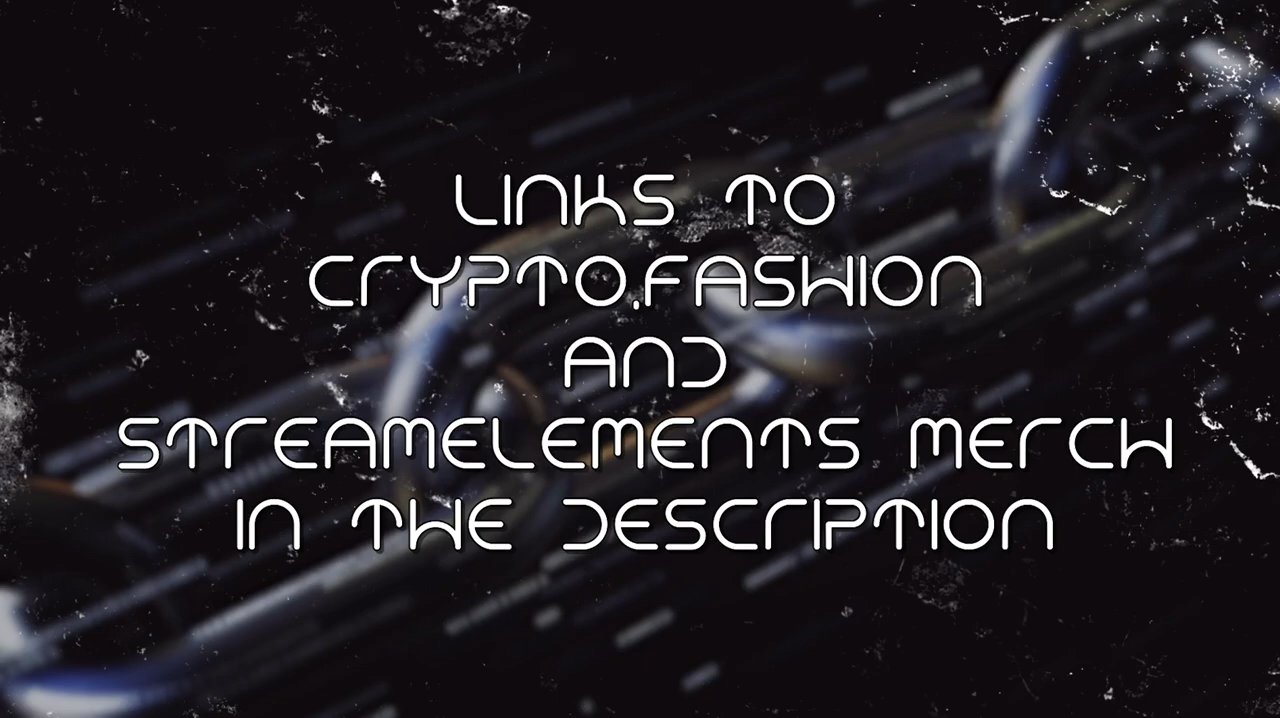 LINKS TO
CRYPTO.FASHION
AND
STREAMELEMENTS MERCH
IN THE DESCRIPTION